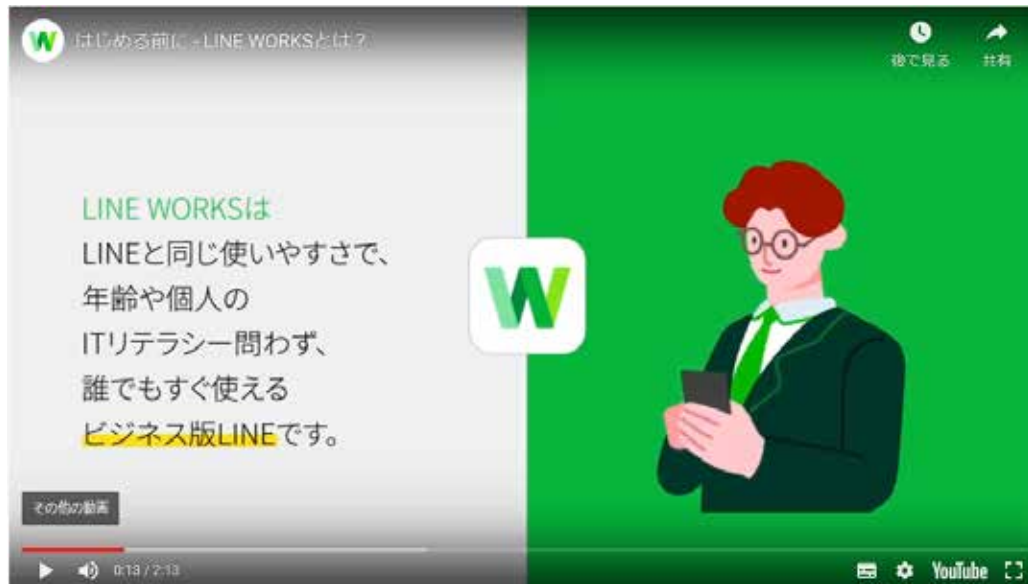 はじめる前に - LINE WORKSとは？
後で見る
共有
LINE WORKSは
LINEと同じ使いやすさで、
年齢や個人の
ITリテラシー問わず、
誰でもすぐ使える
ビジネス版LINEです。
その他の動画
0:13 / 2:13
YouTube